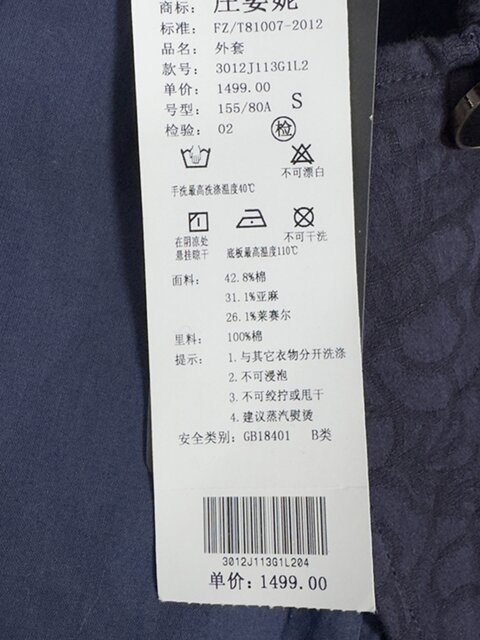 商标: 庄姿妮
标准: FZ/T81007-2012
品名: 外套
款号: 3012J113G1L2
单价: 1499.00
号型: 155/80A S
检验: 02 检
不可漂白
手洗最高洗涤温度40℃
在阴凉处
悬挂晾干
底板最高温度110℃
不可干洗
面料: 42.8%棉
31.1%亚麻
26.1%莱赛尔
里料: 100%棉
提示: 1.与其它衣物分开洗涤
2.不可浸泡
3.不可绞拧或甩干
4.建议蒸汽熨烫
安全类别: GB18401 B类
3012J113G1L204
单价: 1499.00